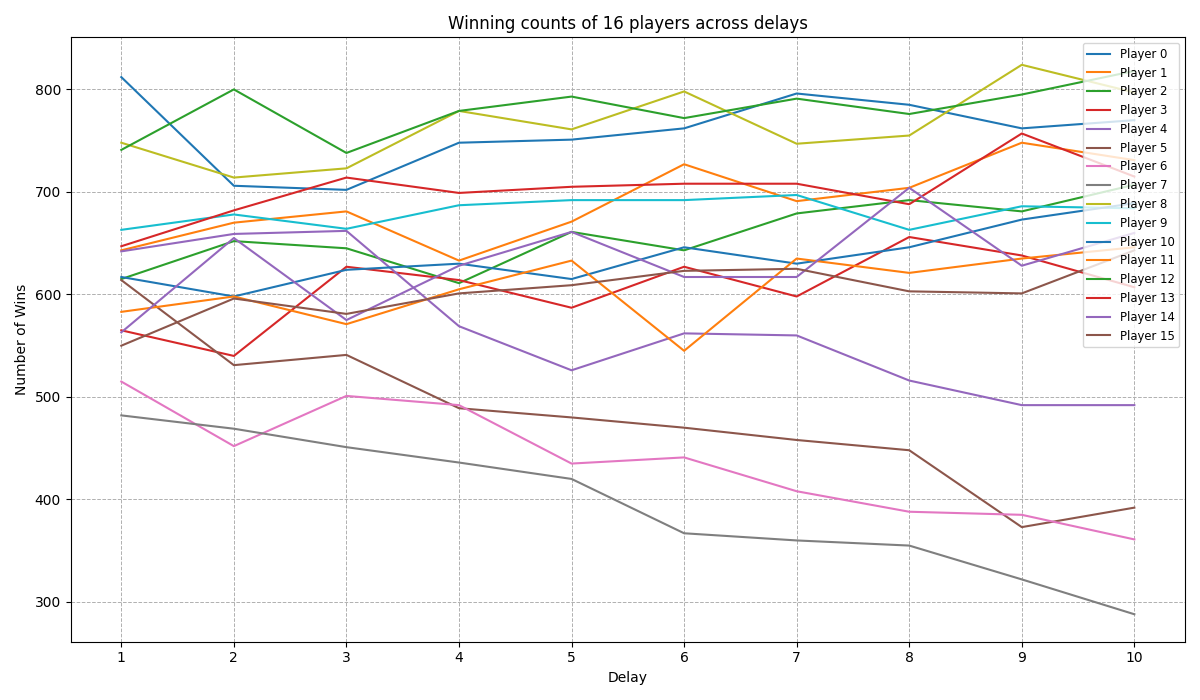 Winning counts of 16 players across delays
Number of Wins
800
700
600
500
400
300
Player 0
Player 1
Player 2
Player 3
Player 4
Player 5
Player 6
Player 7
Player 8
Player 9
Player 10
Player 11
Player 12
Player 13
Player 14
Player 15
1 2 3 4 5 6 7 8 9 10
Delay